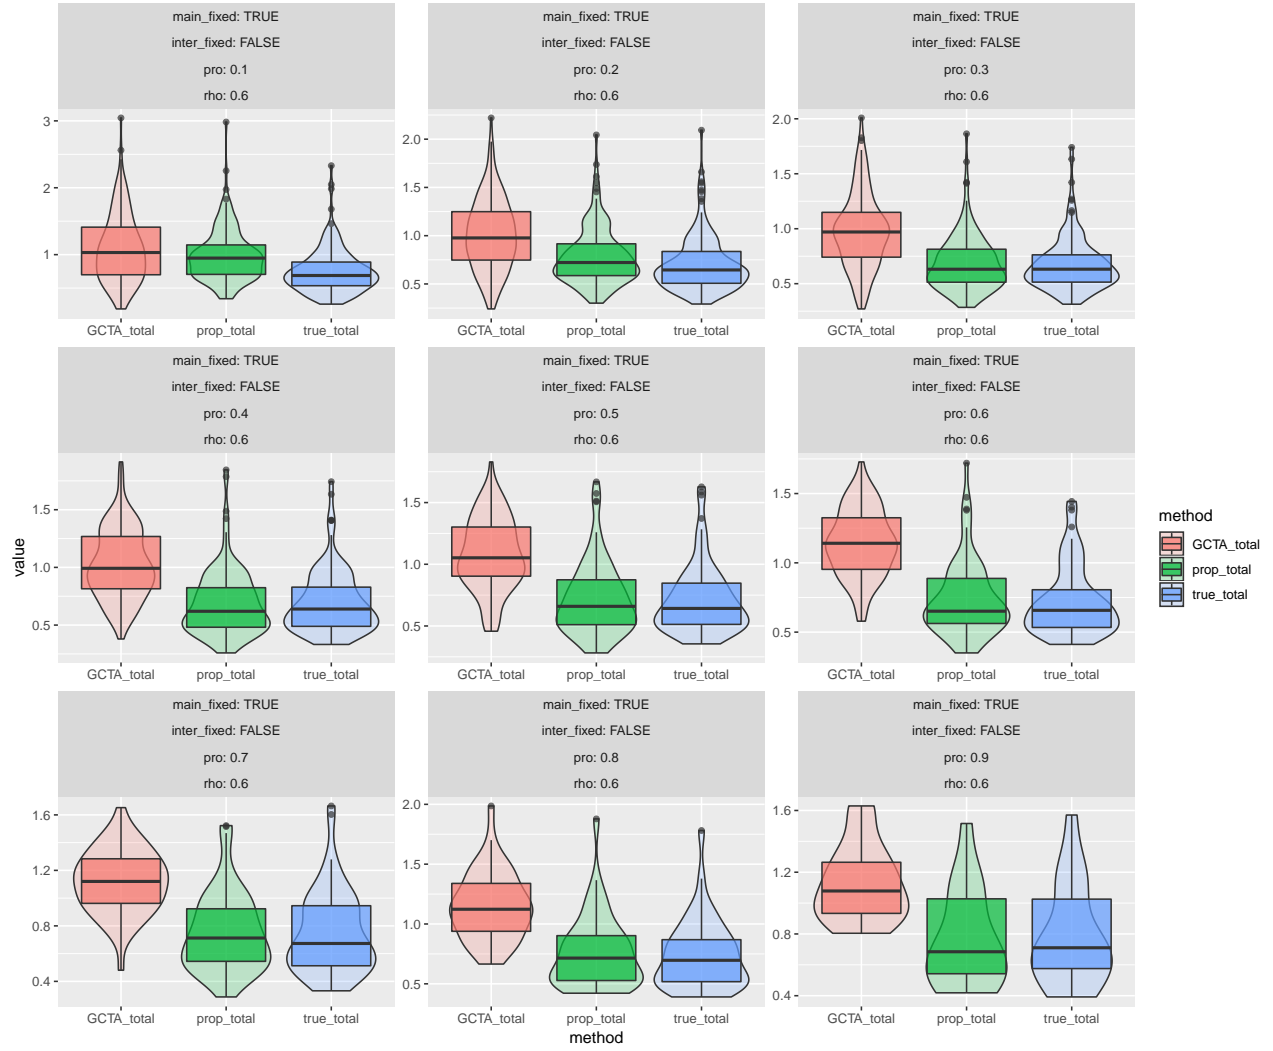 main_fixed: TRUE
inter_fixed: FALSE
pro: 0.1
rho: 0.6
3
2
1
GCTA_total
prop_total
true_total
main_fixed: TRUE
inter_fixed: FALSE
pro: 0.2
rho: 0.6
2.0
1.5
1.0
0.5
GCTA_total
prop_total
true_total
main_fixed: TRUE
inter_fixed: FALSE
pro: 0.3
rho: 0.6
2.0
1.5
1.0
0.5
GCTA_total
prop_total
true_total
main_fixed: TRUE
inter_fixed: FALSE
pro: 0.4
rho: 0.6
1.5
1.0
0.5
GCTA_total
prop_total
true_total
main_fixed: TRUE
inter_fixed: FALSE
pro: 0.5
rho: 0.6
1.5
1.0
0.5
GCTA_total
prop_total
true_total
main_fixed: TRUE
inter_fixed: FALSE
pro: 0.6
rho: 0.6
1.5
1.0
0.5
GCTA_total
prop_total
true_total
main_fixed: TRUE
inter_fixed: FALSE
pro: 0.7
rho: 0.6
1.6
1.2
0.8
0.4
GCTA_total
prop_total
true_total
main_fixed: TRUE
inter_fixed: FALSE
pro: 0.8
rho: 0.6
2.0
1.5
1.0
0.5
GCTA_total
prop_total
true_total
main_fixed: TRUE
inter_fixed: FALSE
pro: 0.9
rho: 0.6
1.6
1.2
0.8
0.4
GCTA_total
prop_total
true_total
value
method
method
GCTA_total
prop_total
true_total